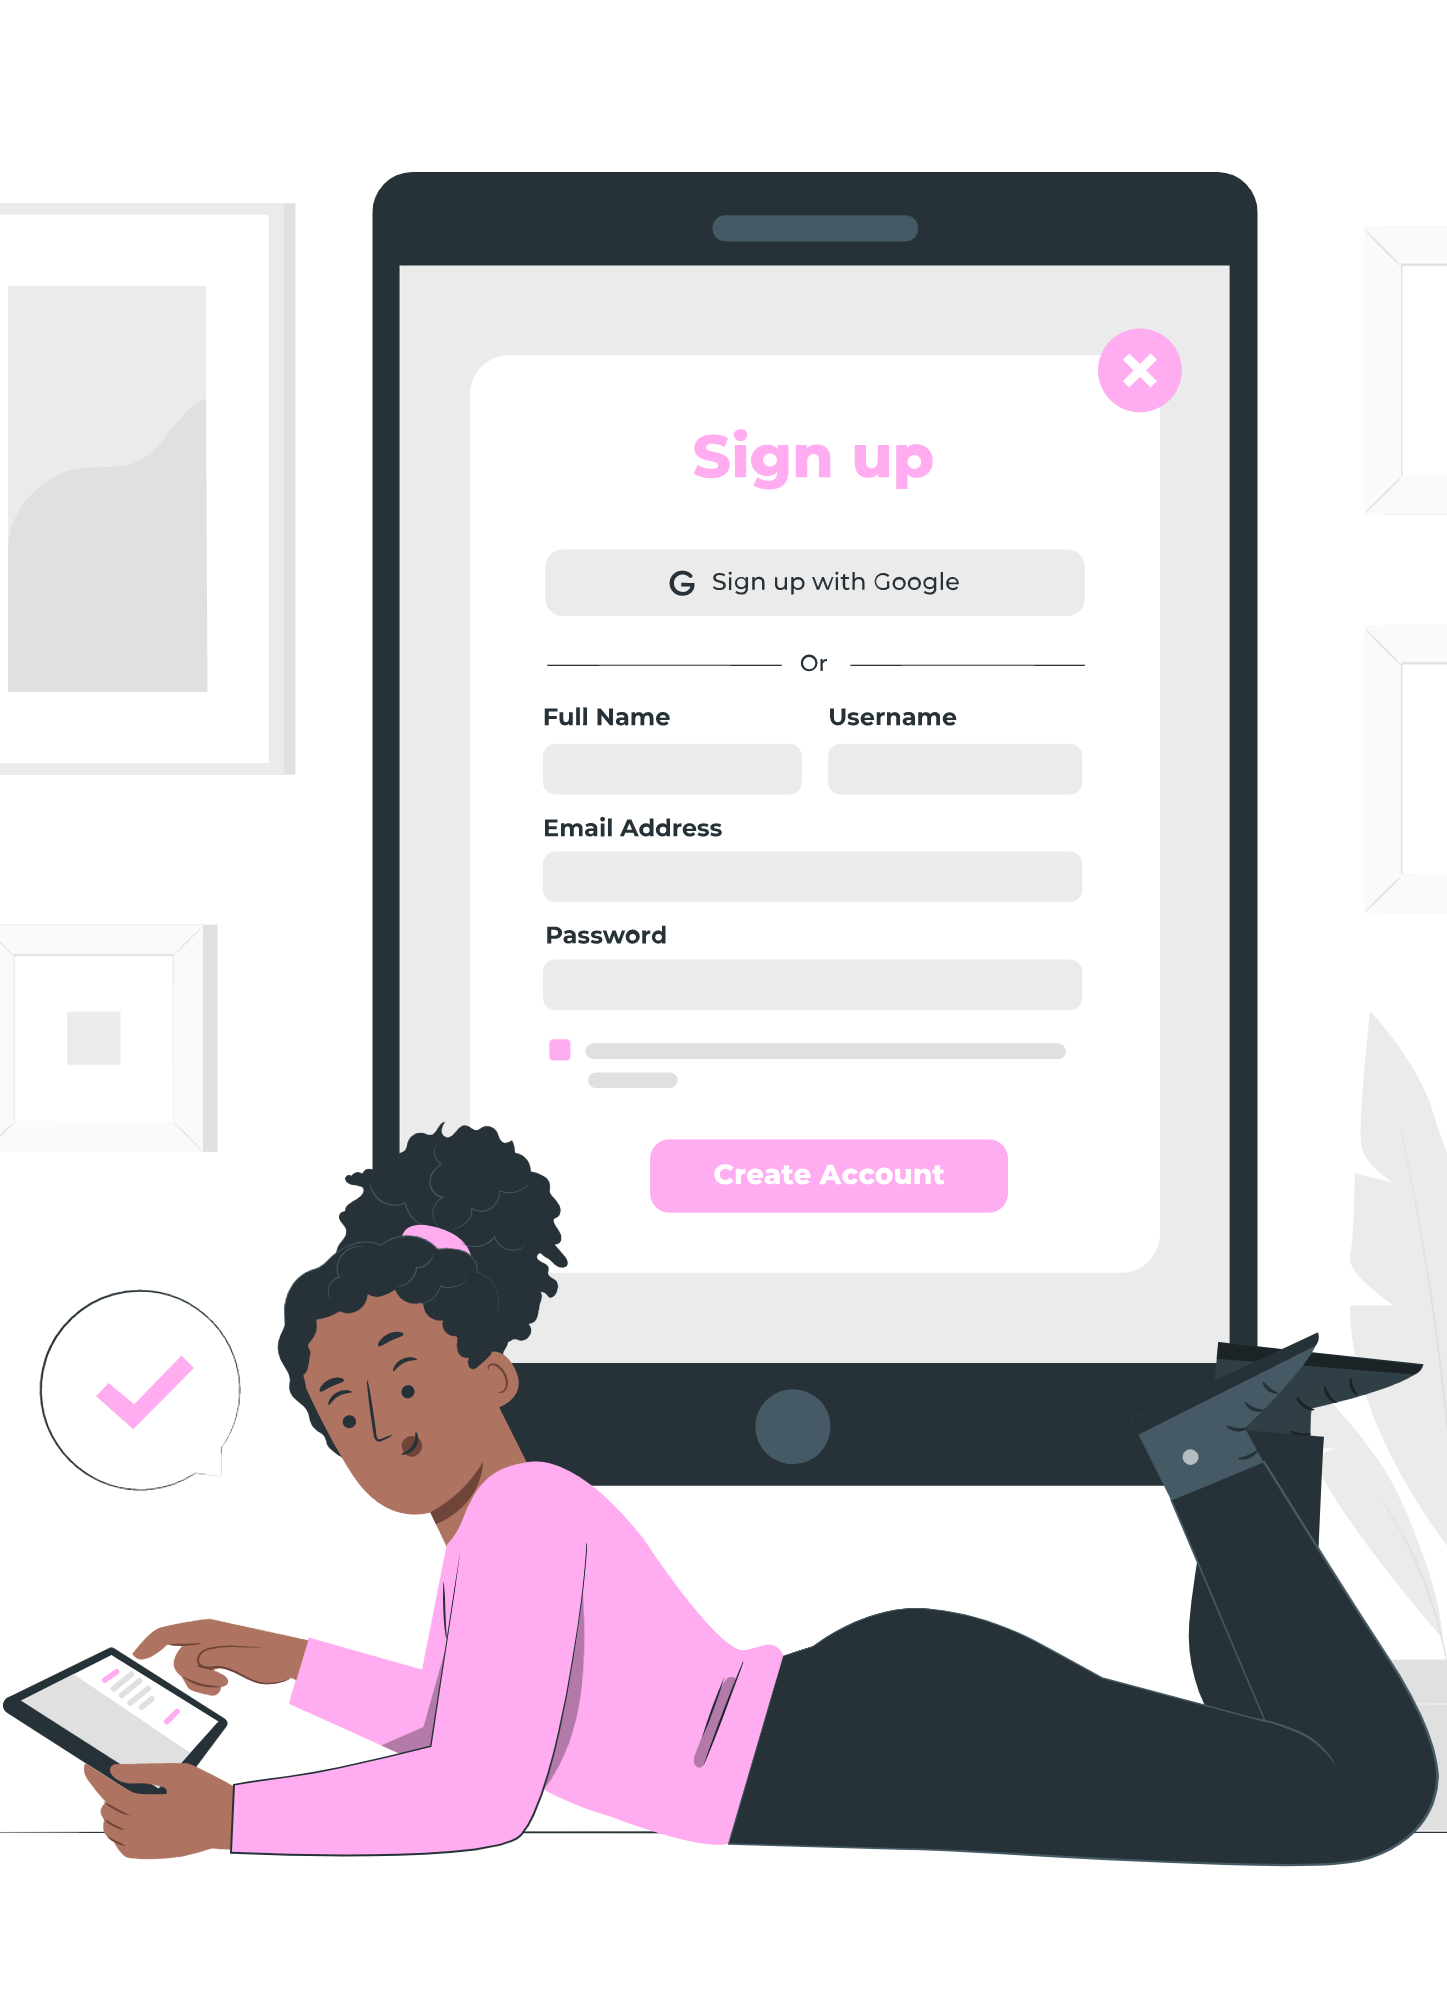 Sign up
G Sign up with Google
Or
Full Name Username
Email Address
Password
Create Account